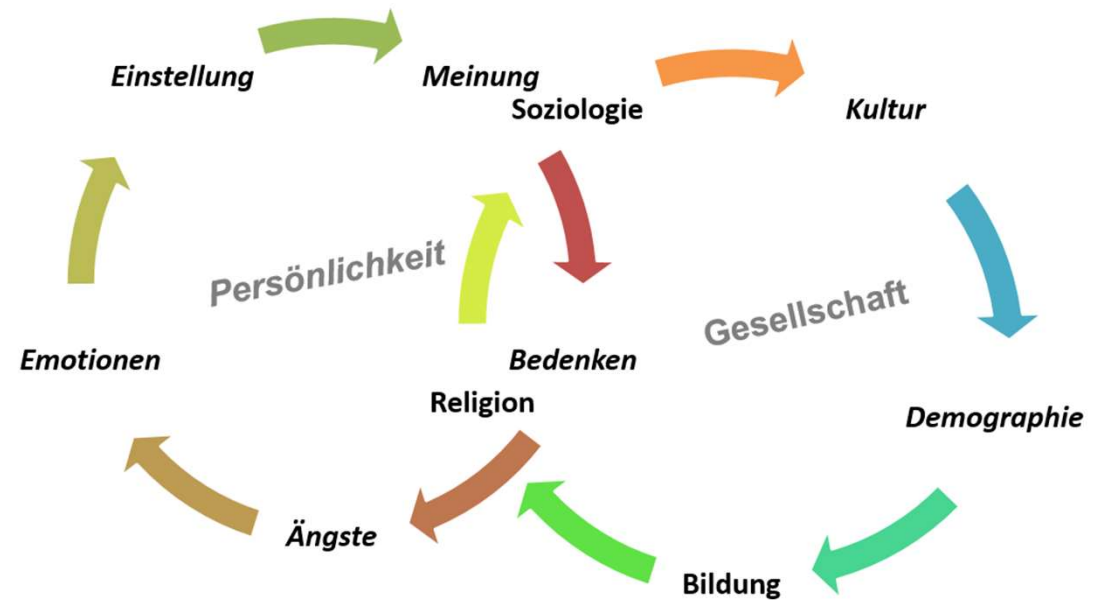 Einstellung
Meinung
Soziologie
Kultur
Persönlichkeit
Gesellschaft
Emotionen
Bedenken
Religion
Demographie
Ängste
Bildung